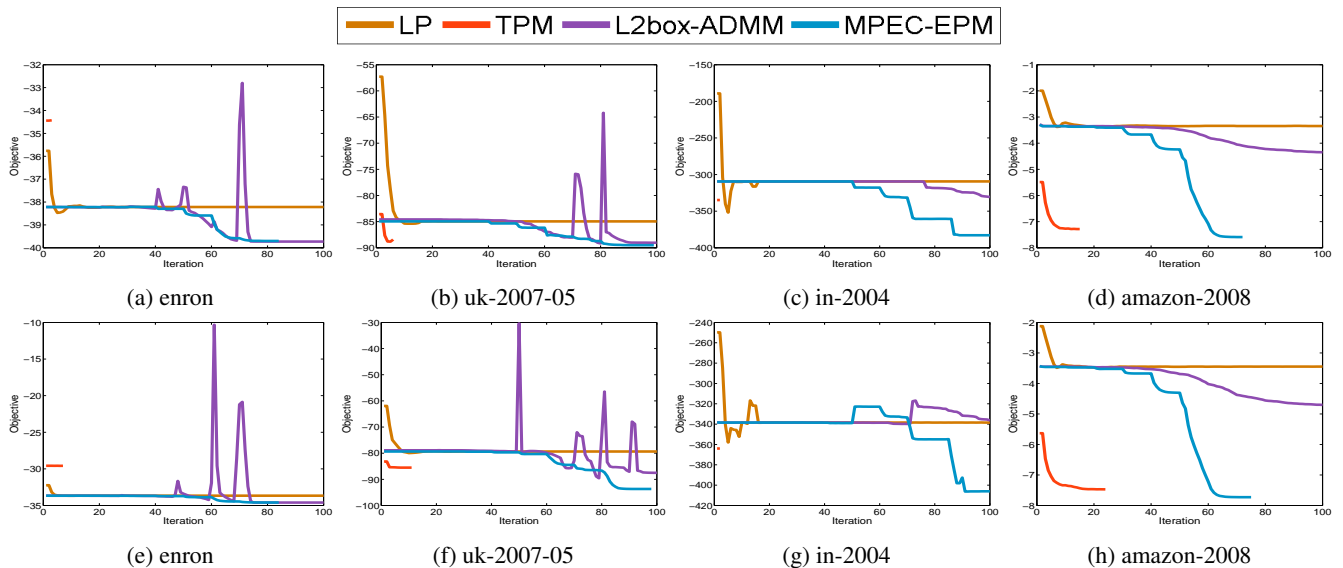 LP TPM L2box-ADMM MPEC-EPM
−32 −33 −34 −35 −36 −37 −38 −39 −40
Objective
0 20 40 60 80 100
Iteration
(a) enron
−55 −60 −65 −70 −75 −80 −85 −90
Objective
0 20 40 60 80 100
Iteration
(b) uk-2007-05
−150 −200 −250 −300 −350 −400
Objective
0 20 40 60 80 100
Iteration
(c) in-2004
−1 −2 −3 −4 −5 −6 −7 −8
Objective
0 20 40 60 80 100
Iteration
(d) amazon-2008
−10 −15 −20 −25 −30 −35
Objective
0 20 40 60 80 100
Iteration
(e) enron
−30 −40 −50 −60 −70 −80 −90 −100
Objective
0 20 40 60 80 100
Iteration
(f) uk-2007-05
−240 −260 −280 −300 −320 −340 −360 −380 −400 −420
Objective
0 20 40 60 80 100
Iteration
(g) in-2004
−2 −3 −4 −5 −6 −7 −8
Objective
0 20 40 60 80 100
Iteration
(h) amazon-2008